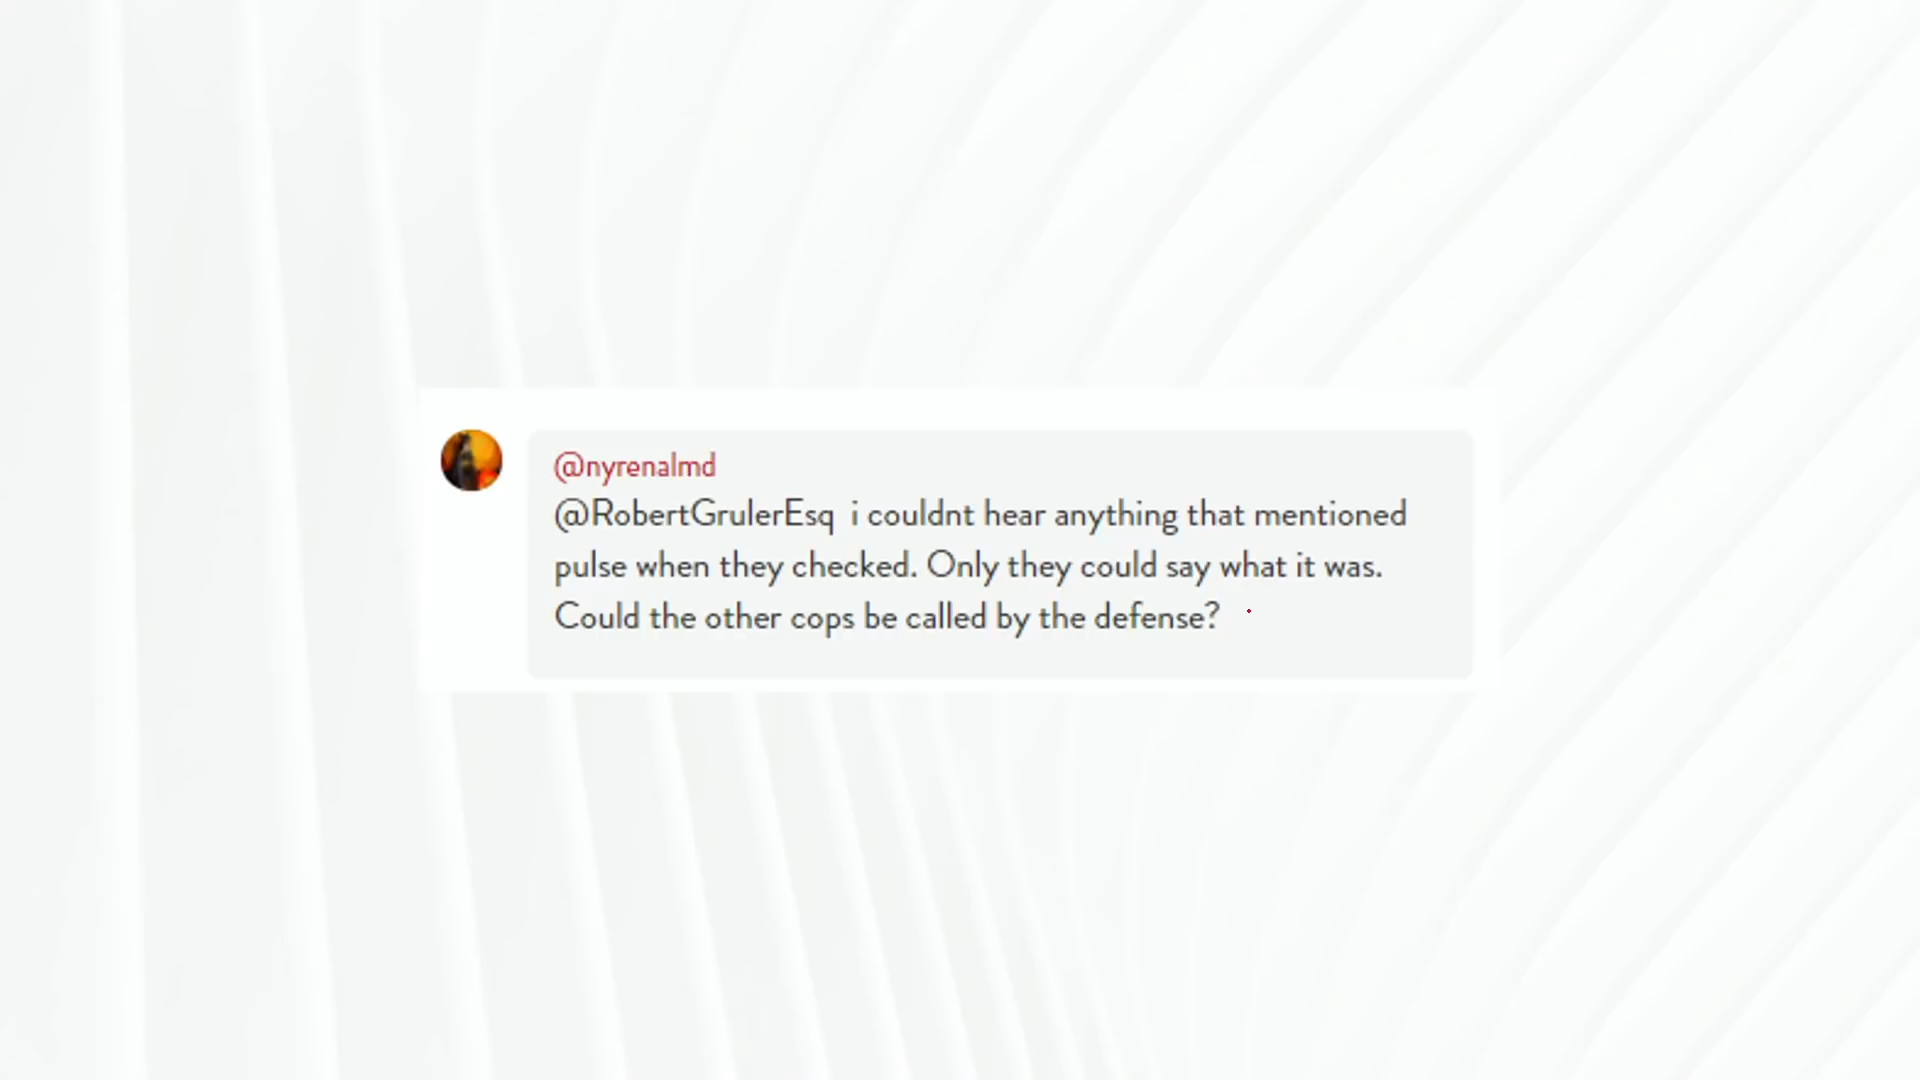 @nyrenalmd
@RobertGrulerEsq i couldnt hear anything that mentioned
pulse when they checked. Only they could say what it was.
Could the other cops be called by the defense?